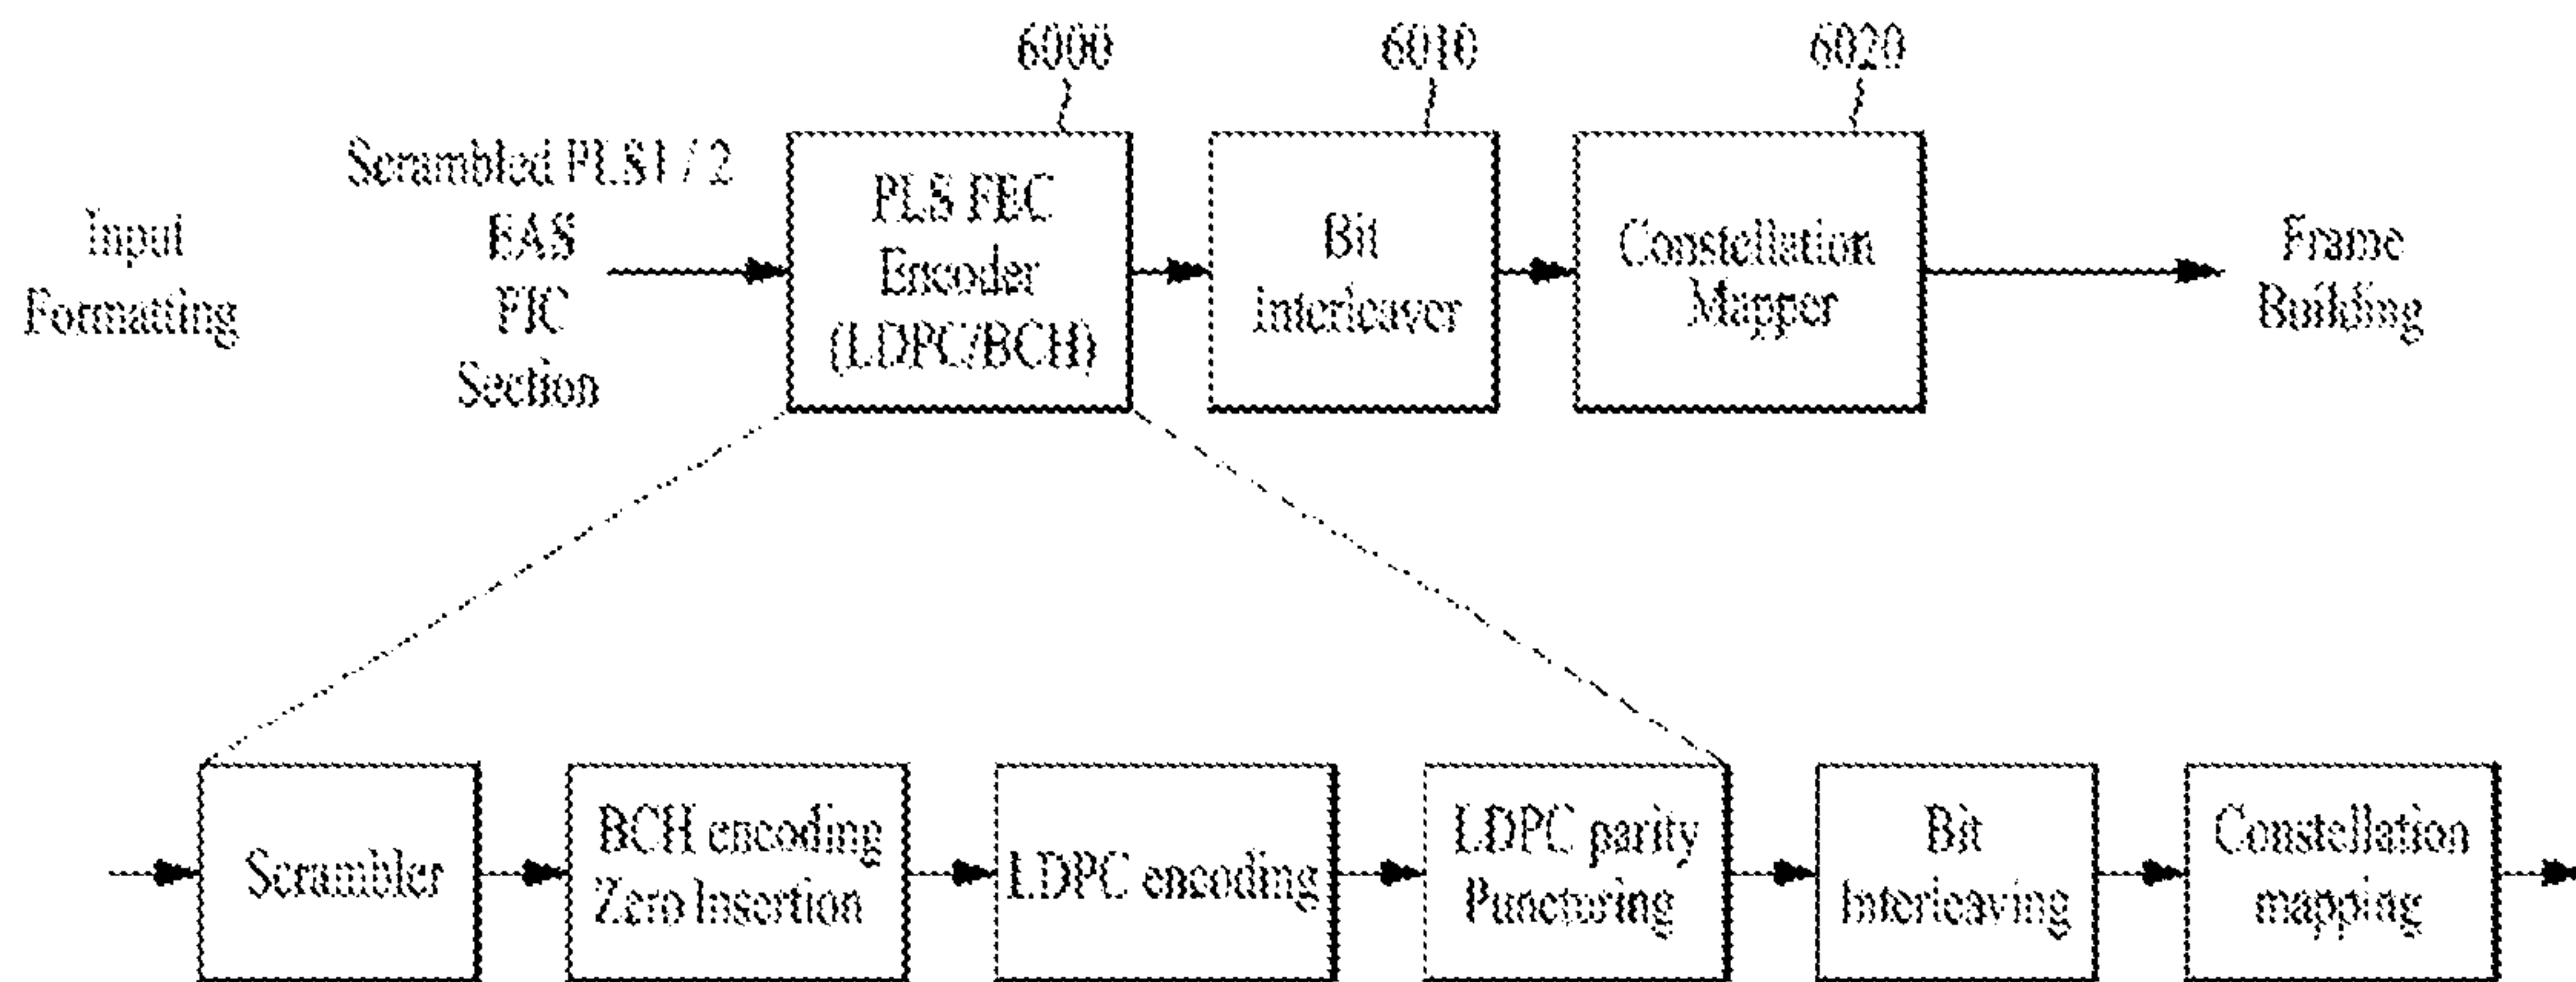 6000
6010
6020
Input
Formatting
Scrambled PLS1 / 2
EAS
FIC
Section
PLS FEC
Encoder
(LDPC/BCH)
Bit
Interleaver
Constellation
Mapper
Frame
Building
Scrambler
BCH encoding
Zero Insertion
LDPC encoding
LDPC parity
Puncturing
Bit
Interleaving
Constellation
mapping